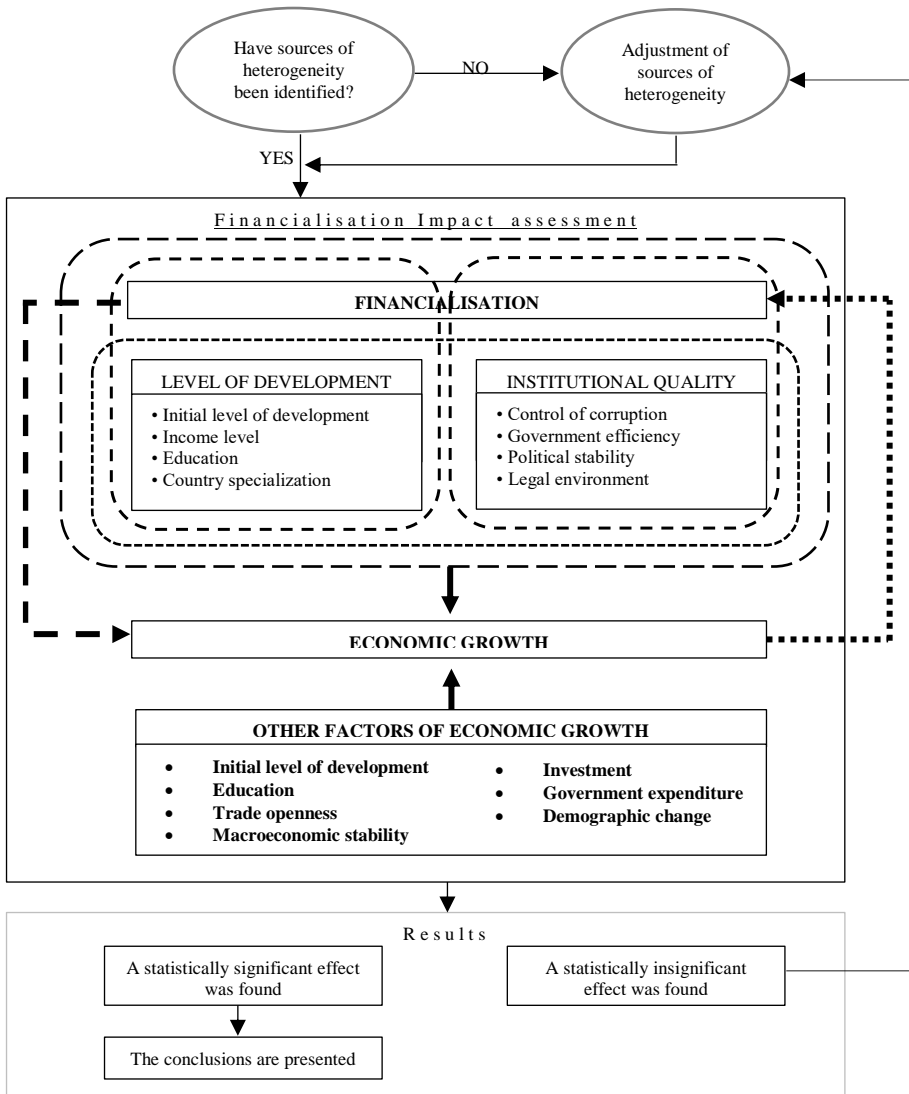 Have sources of
heterogeneity
been identified?
NO
Adjustment of
sources of
heterogeneity
YES
Financialisation Impact assessment
FINANCIALISATION
LEVEL OF DEVELOPMENT
• Initial level of development
• Income level
• Education
• Country specialization
INSTITUTIONAL QUALITY
• Control of corruption
• Government efficiency
• Political stability
• Legal environment
ECONOMIC GROWTH
OTHER FACTORS OF ECONOMIC GROWTH
• Initial level of development
• Education
• Trade openness
• Macroeconomic stability
• Investment
• Government expenditure
• Demographic change
Results
A statistically significant effect
was found
A statistically insignificant
effect was found
The conclusions are presented